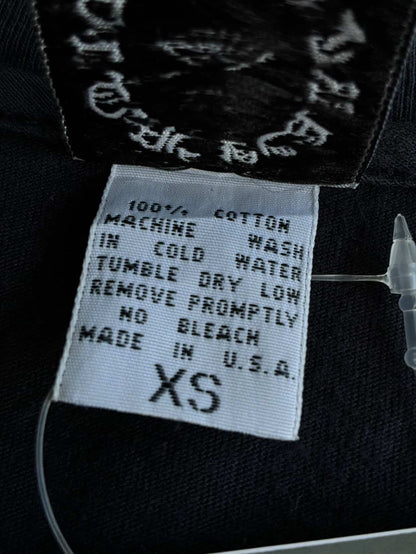 100% COTTON
MACHINE WASH
IN COLD WATER
TUMBLE DRY LOW
REMOVE PROMPTLY
NO BLEACH
MADE IN U.S.A.
XS